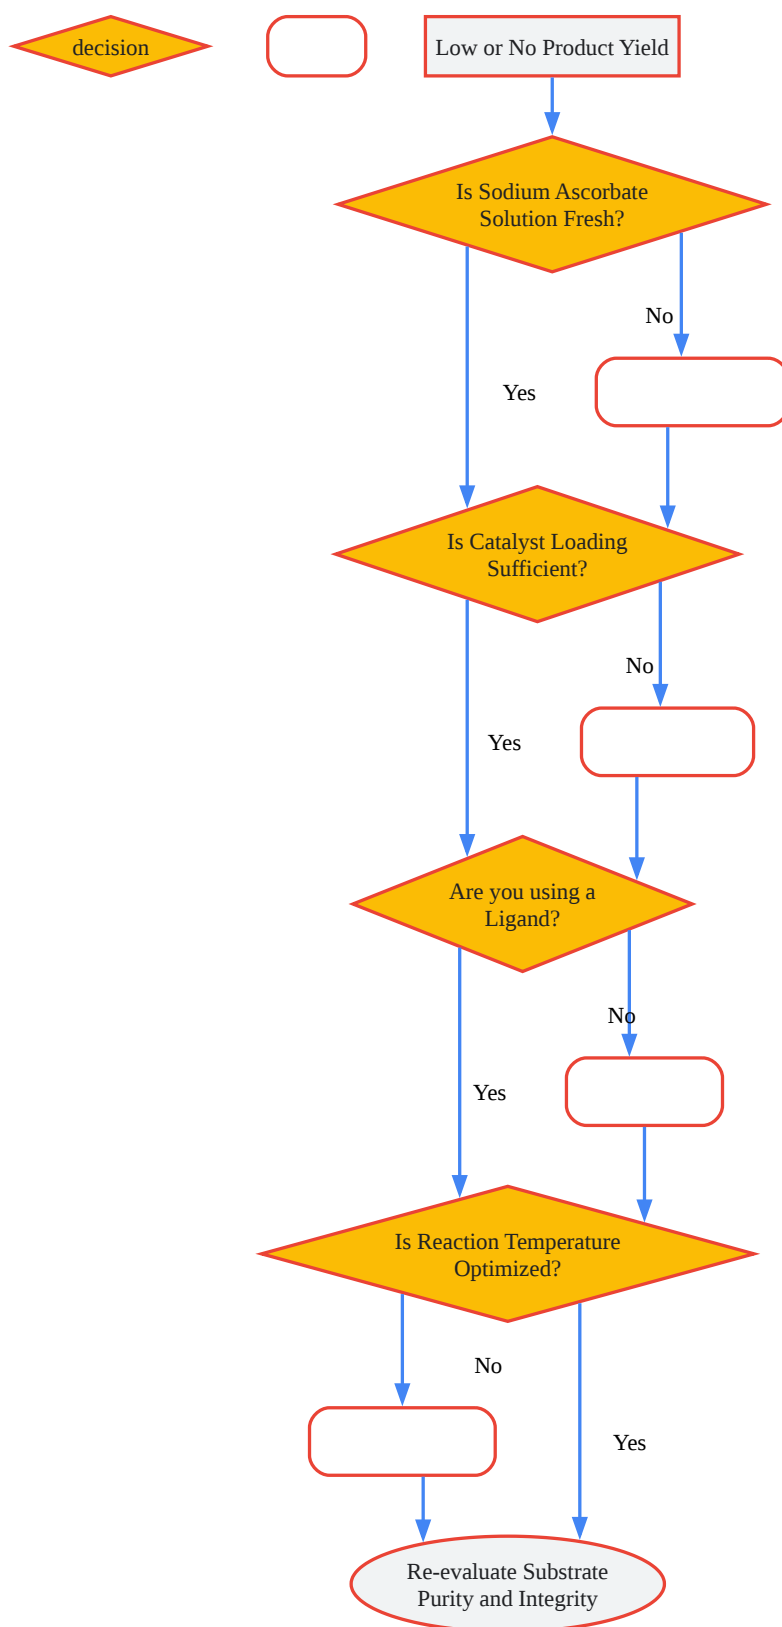 decision
Low or No Product Yield
Is Sodium Ascorbate
Solution Fresh?
No
Yes
Is Catalyst Loading
Sufficient?
No
Yes
Are you using a
Ligand?
No
Yes
Is Reaction Temperature
Optimized?
No
Yes
Re-evaluate Substrate
Purity and Integrity